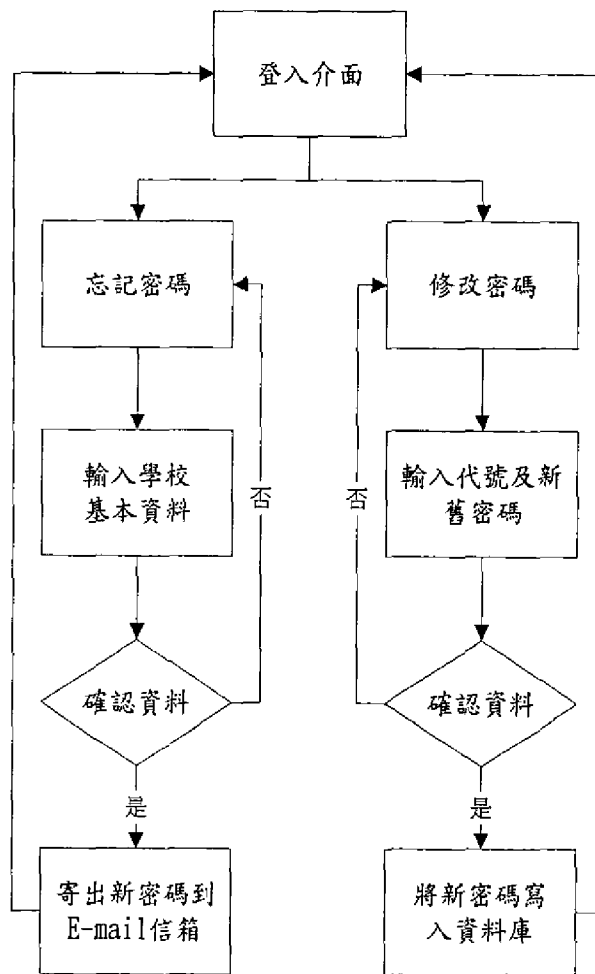 登入介面
忘記密碼
修改密碼
輸入學校
基本資料
否
否
輸入代號及新
舊密碼
確認資料
確認資料
是
是
寄出新密碼到
E-mail信箱
將新密碼寫
入資料庫